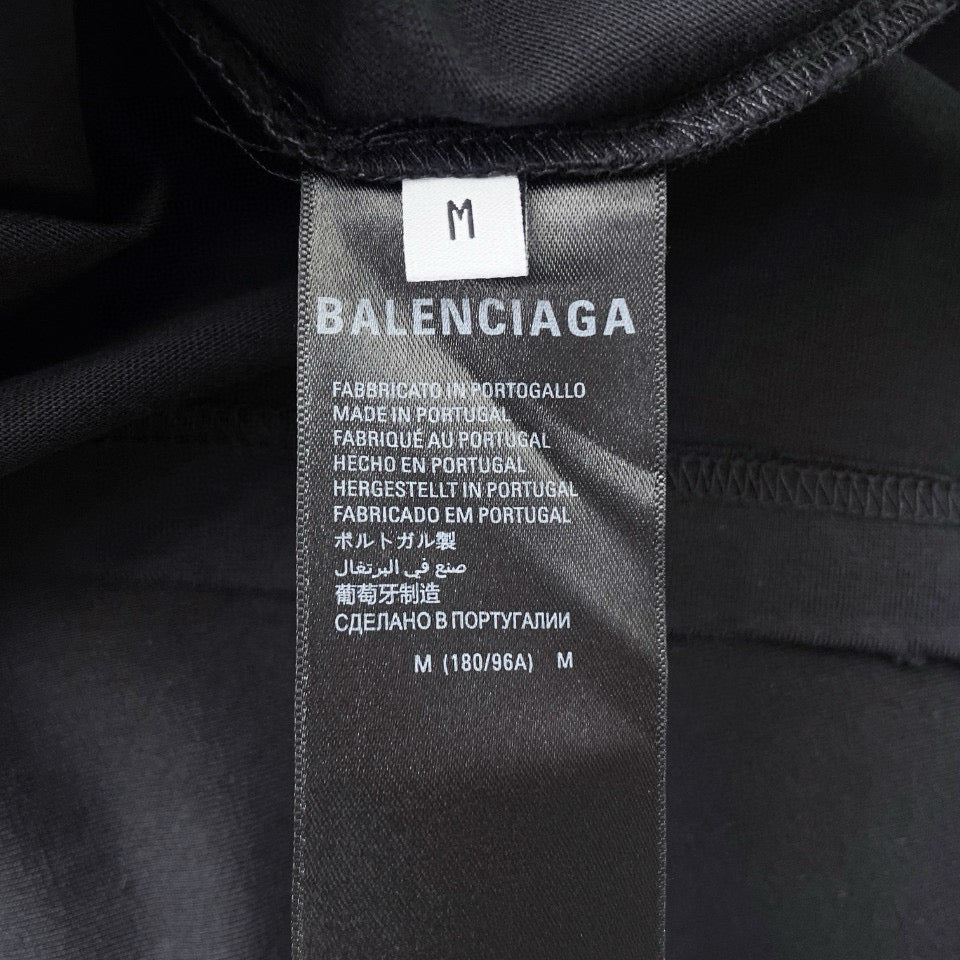 M
BALENCIAGA
FABBRICATO IN PORTOGALLO
MADE IN PORTUGAL
FABRIQUÉ AU PORTUGAL
HECHO EN PORTUGAL
HERGESTELLT IN PORTUGAL
FABRICADO EM PORTUGAL
ポルトガル製
صنع في البرتغال
葡萄牙制造
СДЕЛАНО В ПОРТУГАЛИИ
M (180/96A) M